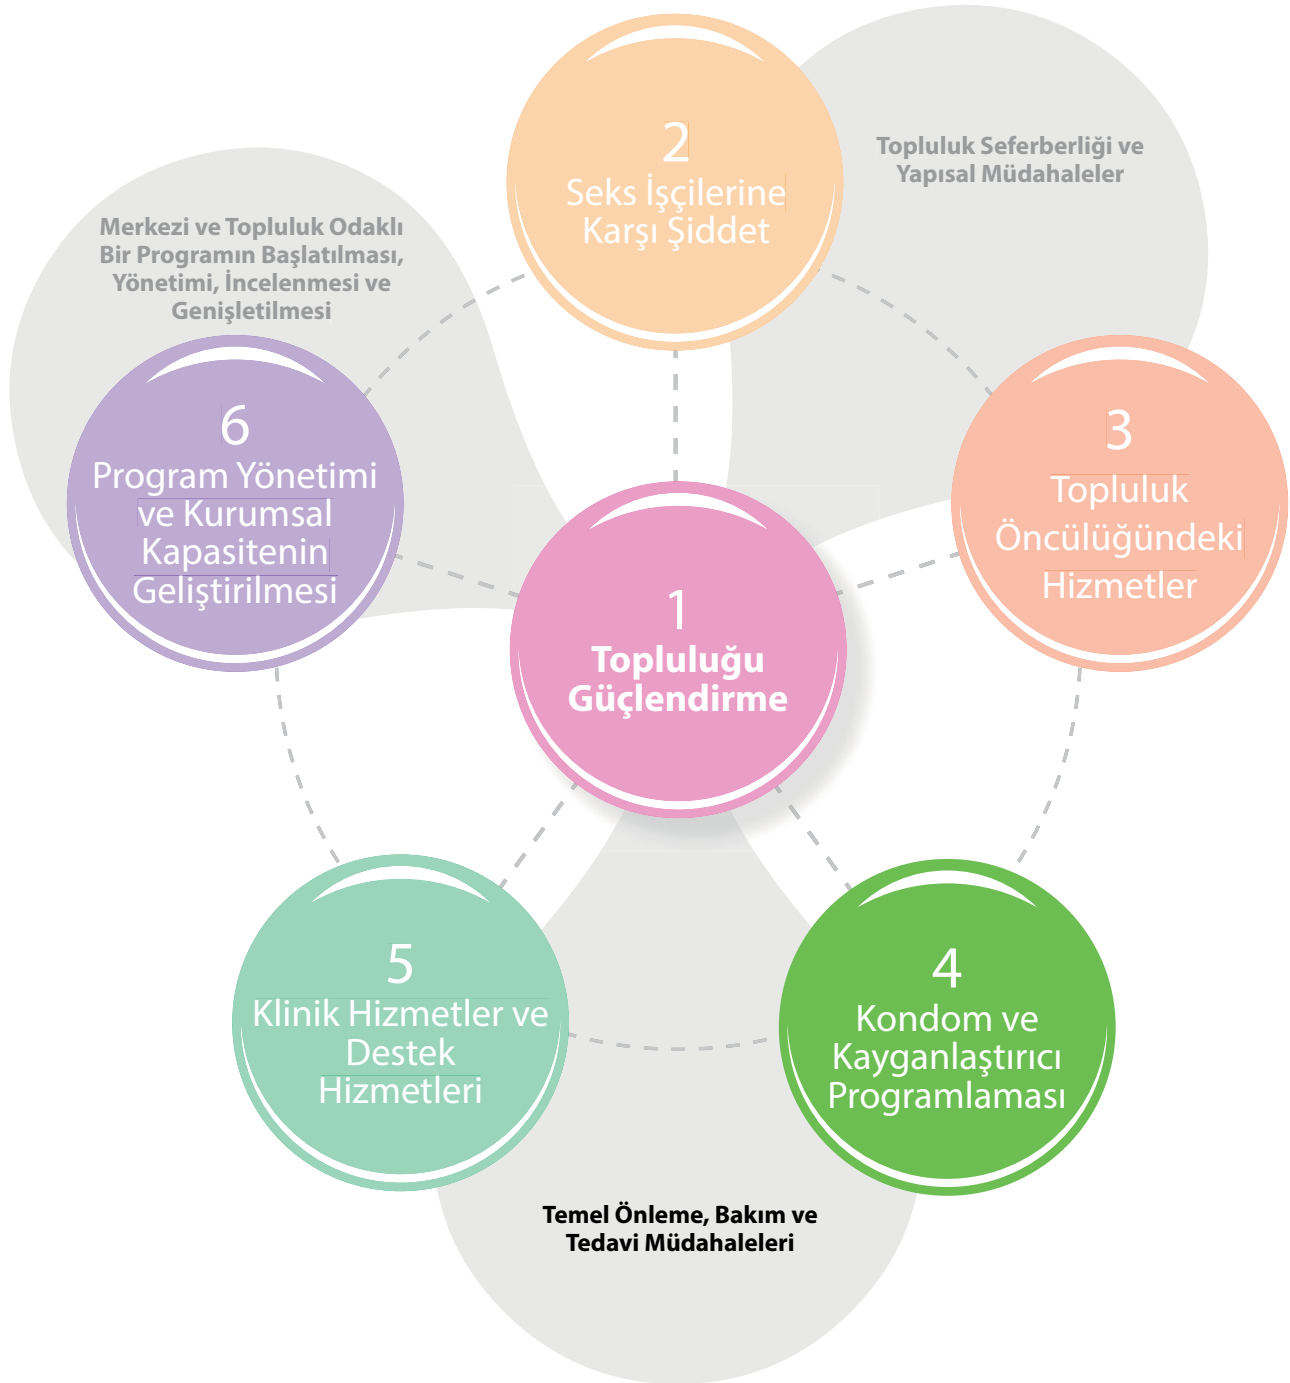 2
Seks İşçilerine
Karşı Şiddet
Topluluk Seferberliği ve
Yapısal Müdahaleler
Merkezi ve Topluluk Odaklı
Bir Programın Başlatılması,
Yönetimi, İncelenmesi ve
Genişletilmesi
6
Program Yönetimi
ve Kurumsal
Kapasitenin
Geliştirilmesi
3
Topluluk
Öncülüğündeki
Hizmetler
1
Topluluğu
Güçlendirme
5
Klinik Hizmetler ve
Destek
Hizmetleri
4
Kondom ve
Kayganlaştırıcı
Programlaması
Temel Önleme, Bakım ve
Tedavi Müdahaleleri